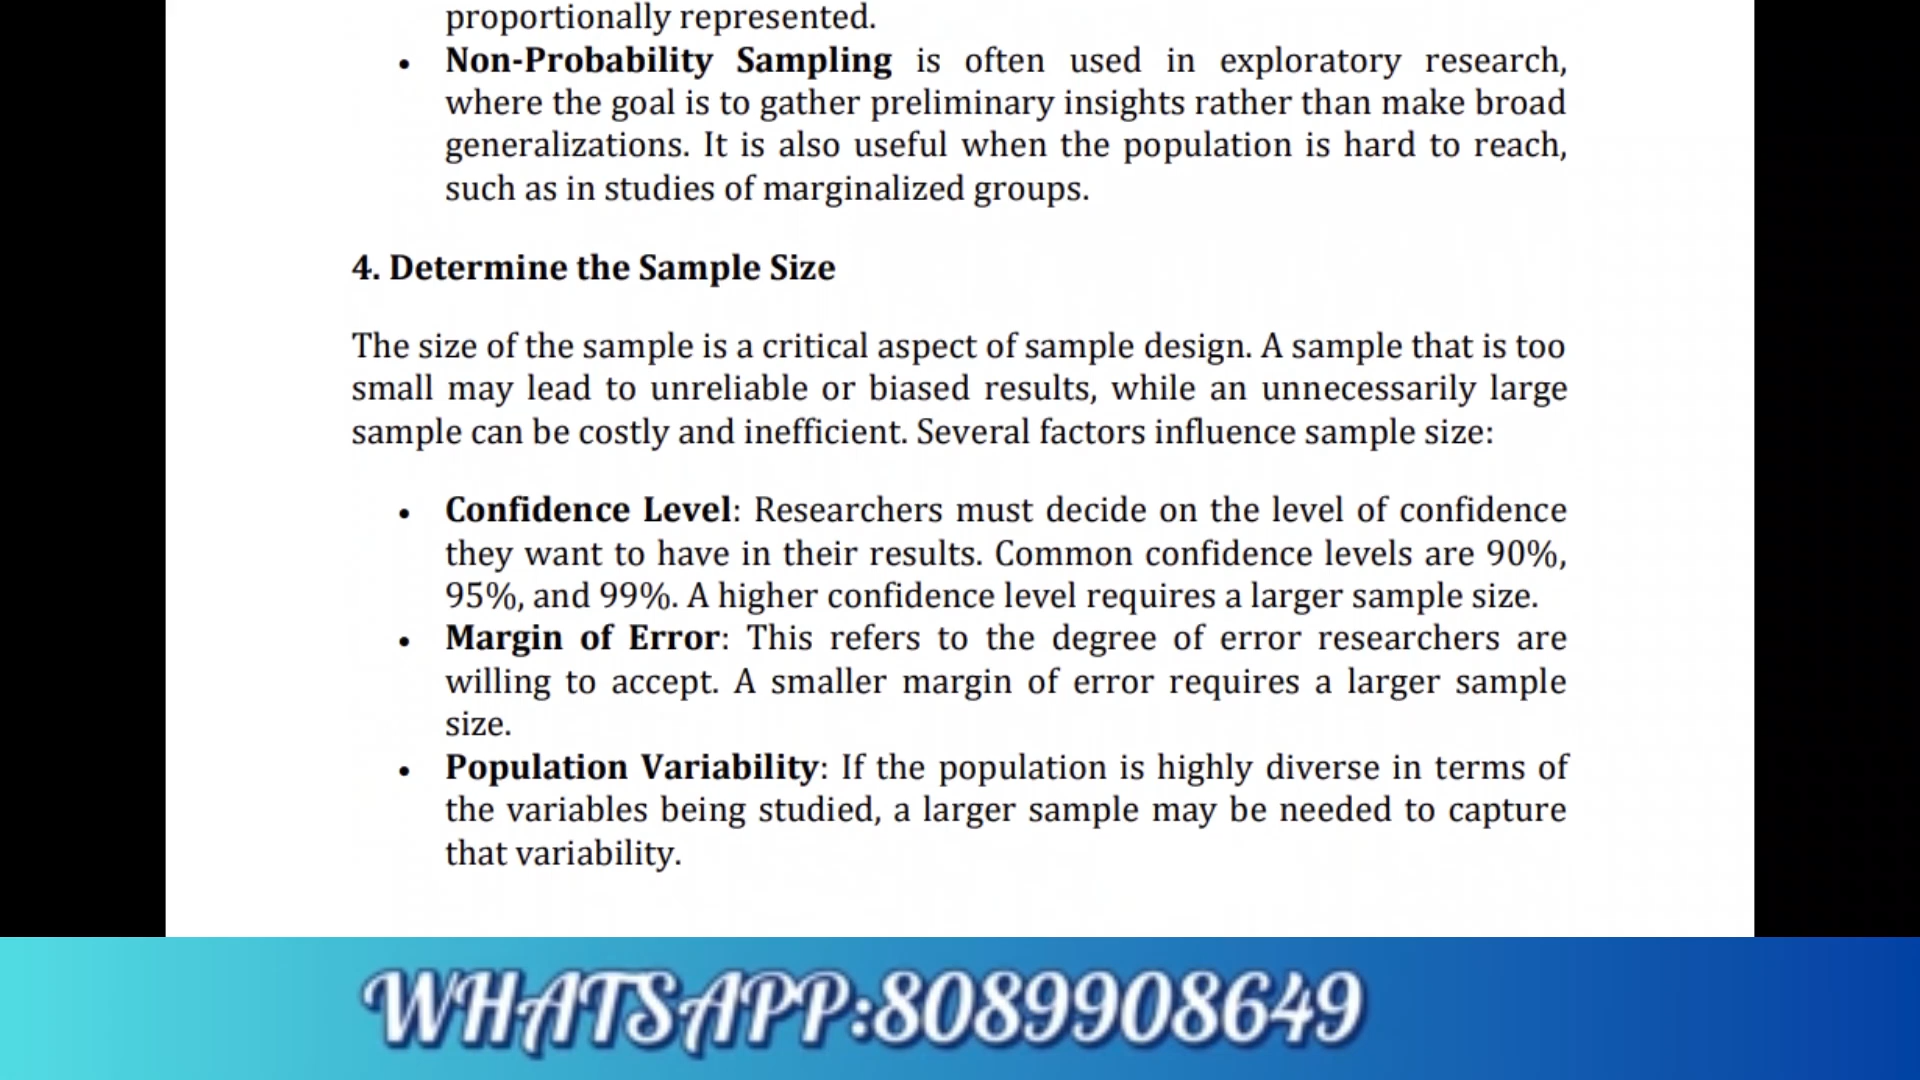 proportionally represented.
• Non-Probability Sampling is often used in exploratory research,
where the goal is to gather preliminary insights rather than make broad
generalizations. It is also useful when the population is hard to reach,
such as in studies of marginalized groups.
4. Determine the Sample Size
The size of the sample is a critical aspect of sample design. A sample that is too
small may lead to unreliable or biased results, while an unnecessarily large
sample can be costly and inefficient. Several factors influence sample size:
• Confidence Level: Researchers must decide on the level of confidence
they want to have in their results. Common confidence levels are 90%,
95%, and 99%. A higher confidence level requires a larger sample size.
• Margin of Error: This refers to the degree of error researchers are
willing to accept. A smaller margin of error requires a larger sample
size.
• Population Variability: If the population is highly diverse in terms of
the variables being studied, a larger sample may be needed to capture
that variability.
WHATSAPP:8089908649